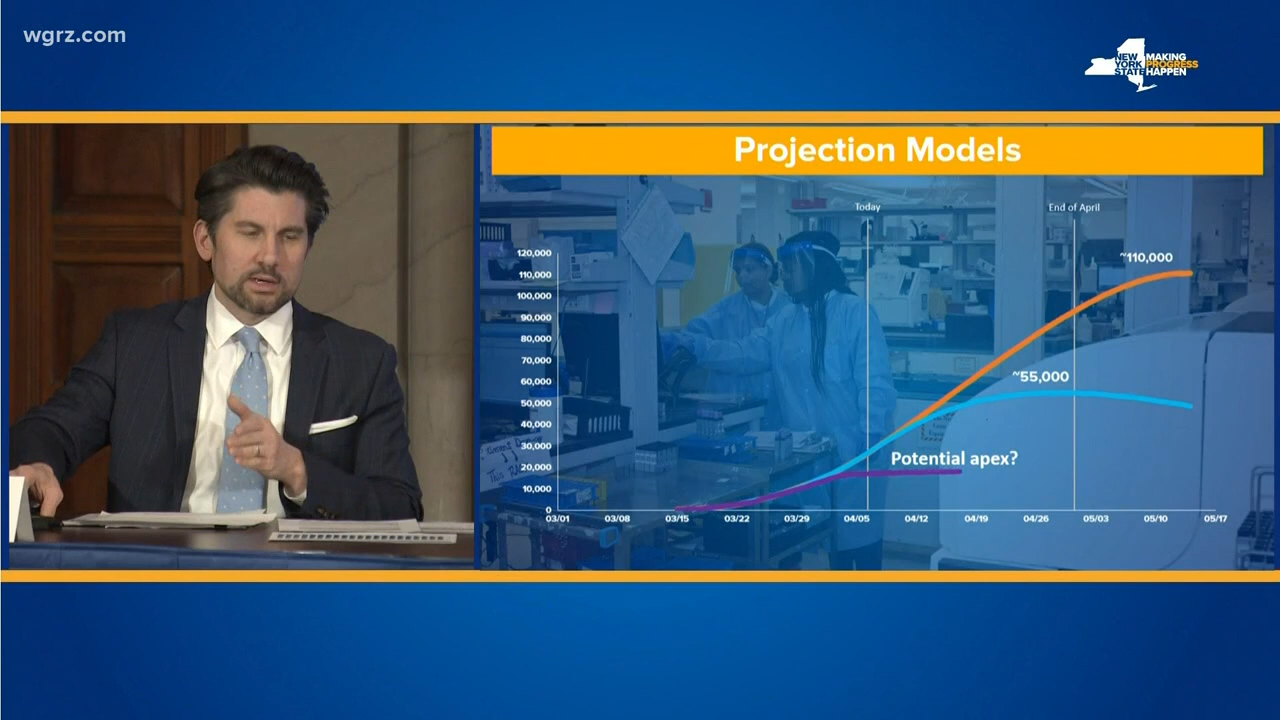 wgrz.com
NEW
YORK
STATE
MAKING
PROGRESS
HAPPEN
Projection Models
Today
End of April
~110,000
~55,000
Potential apex?
120,000
110,000
100,000
90,000
80,000
70,000
60,000
50,000
40,000
30,000
20,000
10,000
0
03/01 03/08 03/15 03/22 03/29 04/05 04/12 04/19 04/26 05/03 05/10 05/17